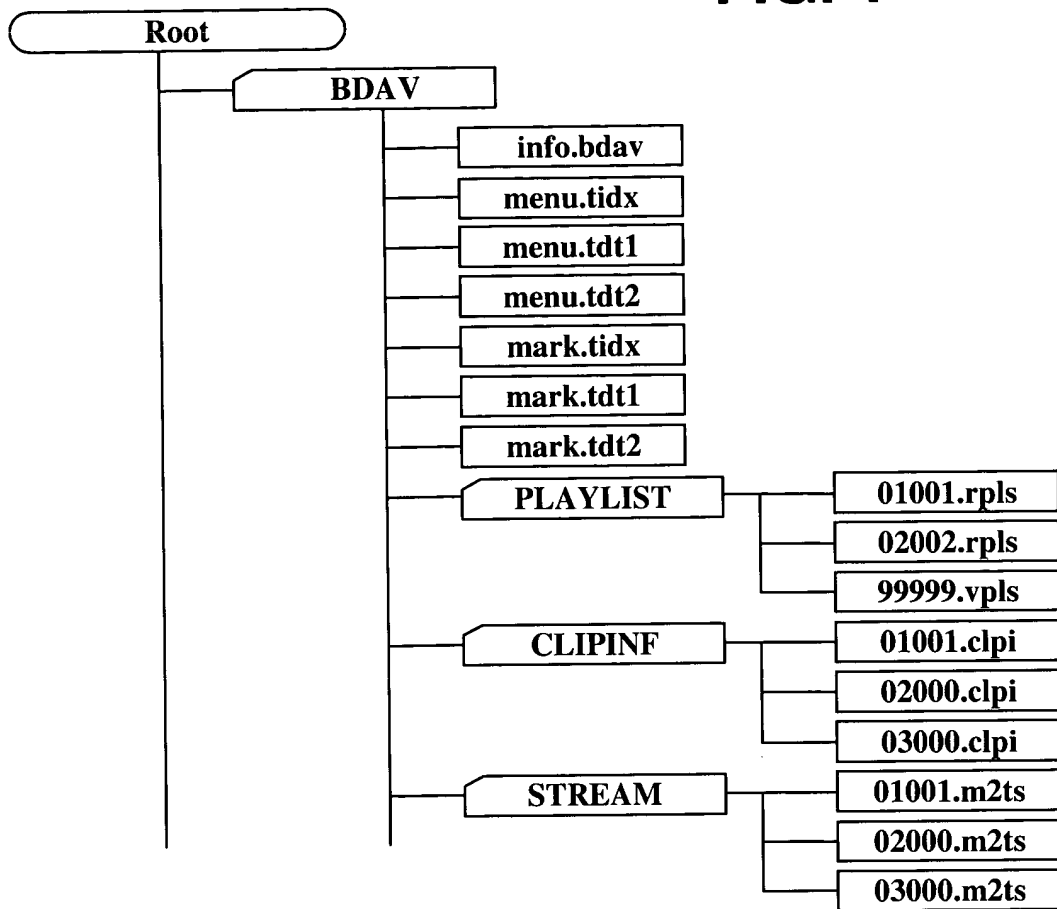 Root
BDAV
info.bdav
menu.tidx
menu.tdt1
menu.tdt2
mark.tidx
mark.tdt1
mark.tdt2
PLAYLIST
01001.rpls
02002.rpls
99999.vpls
CLIPINF
01001.clpi
02000.clpi
03000.clpi
STREAM
01001.m2ts
02000.m2ts
03000.m2ts